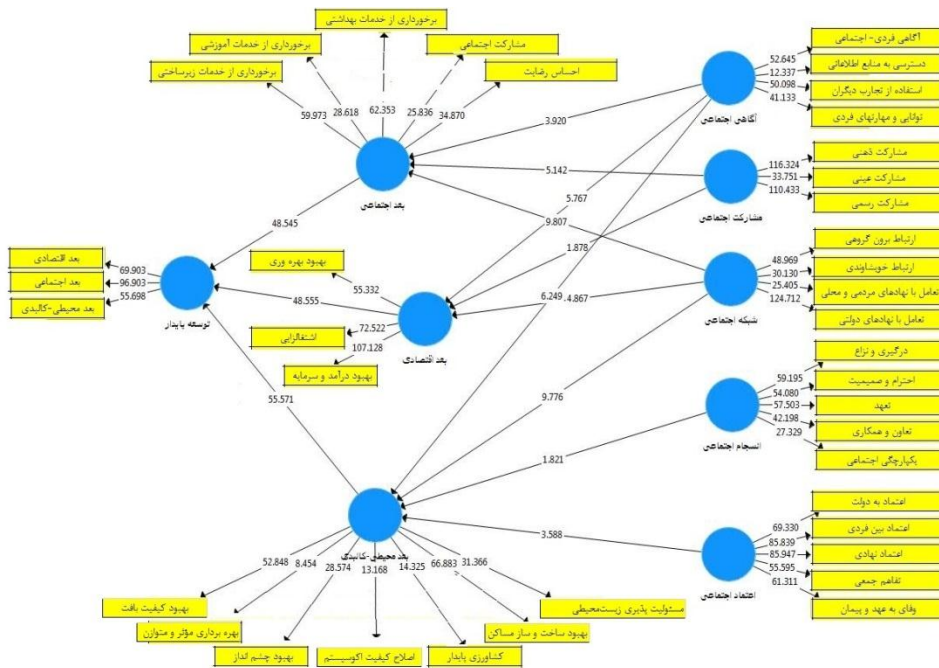 برخورداری از خدمات بهداشتی
برخورداری از خدمات آموزشی
مشارکت اجتماعی
برخورداری از خدمات زیرساختی
احساس رضایت
59.973
28.618
62.353
25.836
34.870
بعد اجتماعی
آگاهی فردی- اجتماعی
دسترسی به منابع اطلاعاتی
استفاده از تجارب دیگران
توانایی و مهارتهای فردی
52.645
12.337
50.098
41.133
آگاهی اجتماعی
مشارکت ذهنی
مشارکت عینی
مشارکت رسمی
116.324
33.751
110.433
مشارکت اجتماعی
ارتباط برون گروهی
ارتباط خویشاوندی
تعامل با نهادهای مردمی و محلی
تعامل با نهادهای دولتی
48.969
30.130
25.405
124.712
شبکه اجتماعی
درگیری و نزاع
احترام و صمیمیت
تعهد
تعاون و همکاری
یکپارچگی اجتماعی
59.195
54.080
57.503
42.198
27.329
انسجام اجتماعی
اعتماد به دولت
اعتماد بین فردی
اعتماد نهادی
تفاهم جمعی
وفای به عهد و پیمان
69.330
85.839
85.947
55.595
61.311
اعتماد اجتماعی
3.920
5.142
5.767
9.807
1.878
6.249
4.867
9.776
1.821
3.588
48.545
48.555
55.571
بعد اقتصادی
بعد اجتماعی
بعد محیطی-کالبدی
69.903
96.903
55.698
توسعه پایدار
بهبود بهره وری
اشتغالزایی
بهبود درآمد و سرمایه
55.332
72.522
107.128
بعد اقتصادی
بعد محیطی-کالبدی
52.848
8.454
28.574
13.168
14.325
66.883
31.366
بهبود کیفیت بافت
بهره برداری مؤثر و متوازن
بهبود چشم انداز
اصلاح کیفیت اکوسیستم
کشاورزی پایدار
بهبود ساخت و ساز مساکن
مسئولیت پذیری زیست‌محیطی